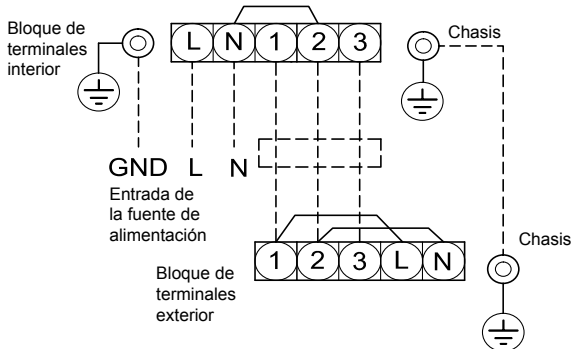 Bloque de
terminales
interior
L N 1 2 3
Chasis
GND L N
Entrada de
la fuente de
alimentación
1 2 3 L N
Chasis
Bloque de
terminales
exterior